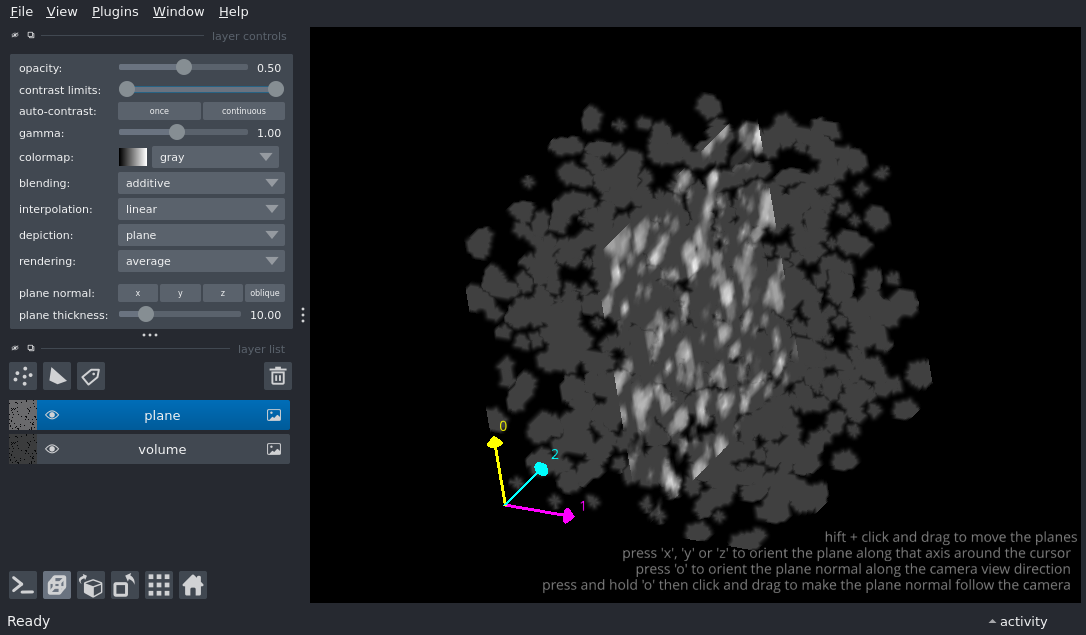 File View Plugins Window Help
layer controls
opacity: 0.50
contrast limits:
auto-contrast: once continuous
gamma: 1.00
colormap: gray
blending: additive
interpolation: linear
depiction: plane
rendering: average
plane normal: x y z oblique
plane thickness: 10.00
layer list
plane
volume
0
2
1
hift + click and drag to move the planes
press 'x', 'y' or 'z' to orient the plane along that axis around the cursor
press 'o' to orient the plane normal along the camera view direction
press and hold 'o' then click and drag to make the plane normal follow the camera
Ready
activity